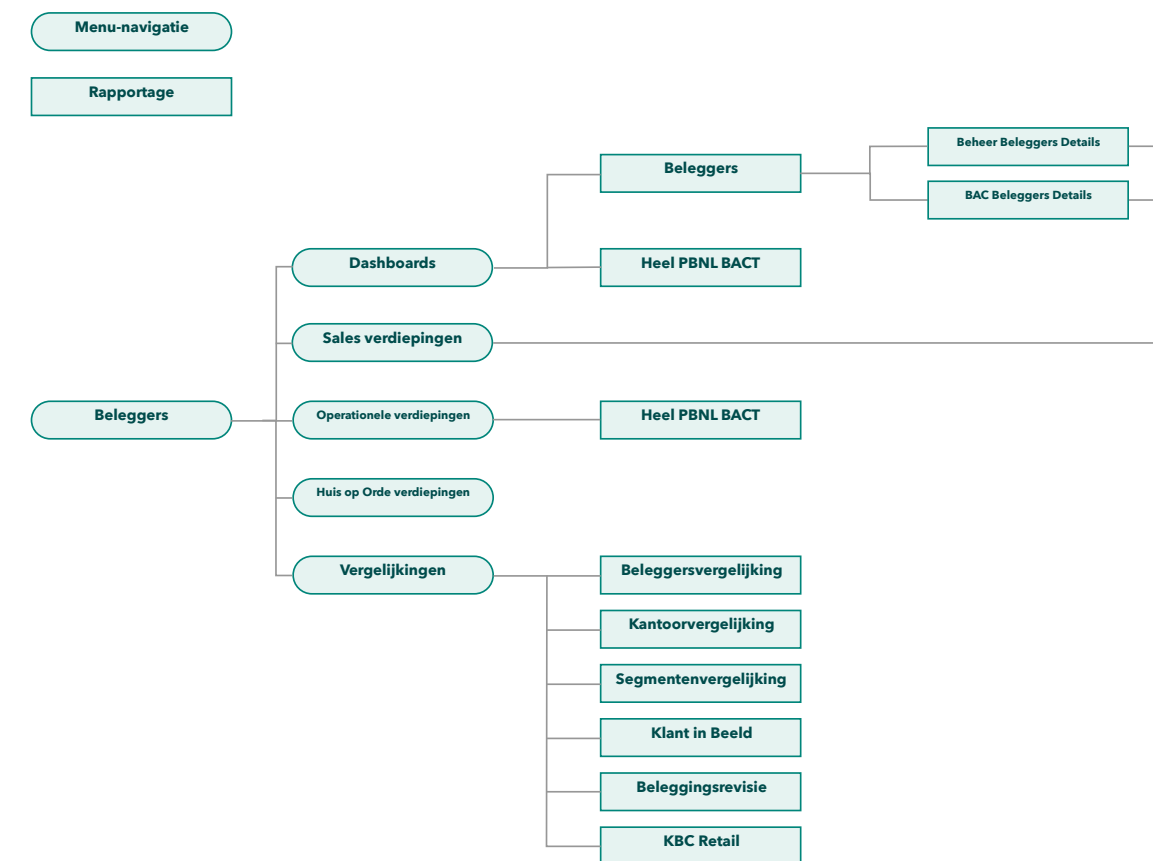 Menu-navigatie
Rapportage
Beheer Beleggers Details
Beleggers
BAC Beleggers Details
Dashboards
Heel PBNL BACT
Sales verdiepingen
Beleggers
Operationele verdiepingen
Heel PBNL BACT
Huis op Orde verdiepingen
Vergelijkingen
Beleggersvergelijking
Kantoorvergelijking
Segmentenvergelijking
Klant in Beeld
Beleggingsrevisie
KBC Retail